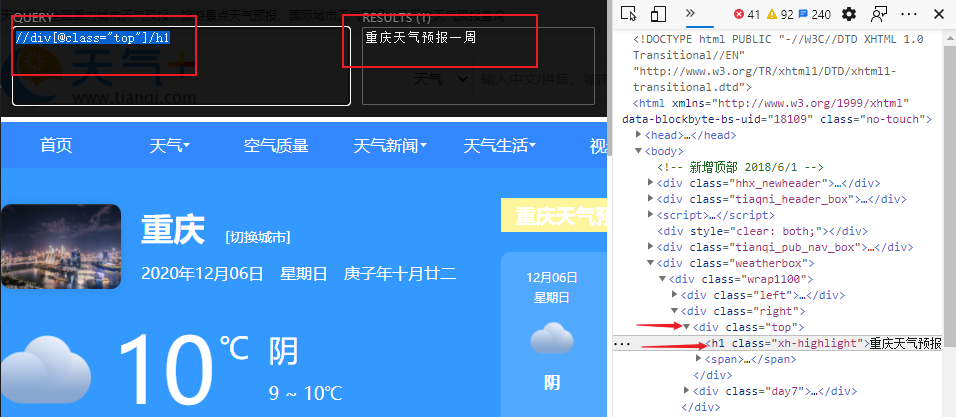 QUERY
//div[@class="top"]/h1
RESULTS (1)
重庆天气预报一周
天气
输入中文/拼音
www.tianqi.com
首页
天气
空气质量
天气新闻
天气生活
重庆
[切换城市]
2020年12月06日 星期日 庚子年十月廿二
10℃
阴
9 ~ 10℃
重庆天气预
12月06日
星期日
阴
41 92 240
<!DOCTYPE html PUBLIC "-//W3C//DTD XHTML 1.0
Transitional//EN"
"http://www.w3.org/TR/xhtml1/DTD/xhtml1-
transitional.dtd">
<html xmlns="http://www.w3.org/1999/xhtml"
data-blockbyte-bs-uid="18109" class="no-touch">
<head>…</head>
<body>
<!-- 新增顶部 2018/6/1 -->
<div class="hhx_newheader">…</div>
<div class="tiaqni_header_box">…</div>
<script>…</script>
<div style="clear: both;"></div>
<div class="tianqi_pub_nav_box">…</div>
<div class="weatherbox">
<div class="wrap1100">
<div class="left">…</div>
<div class="right">
<div class="top">
<h1 class="xh-highlight">重庆天气预报
<span>…</span>
</div>
<div class="day7">…</div>
</div>